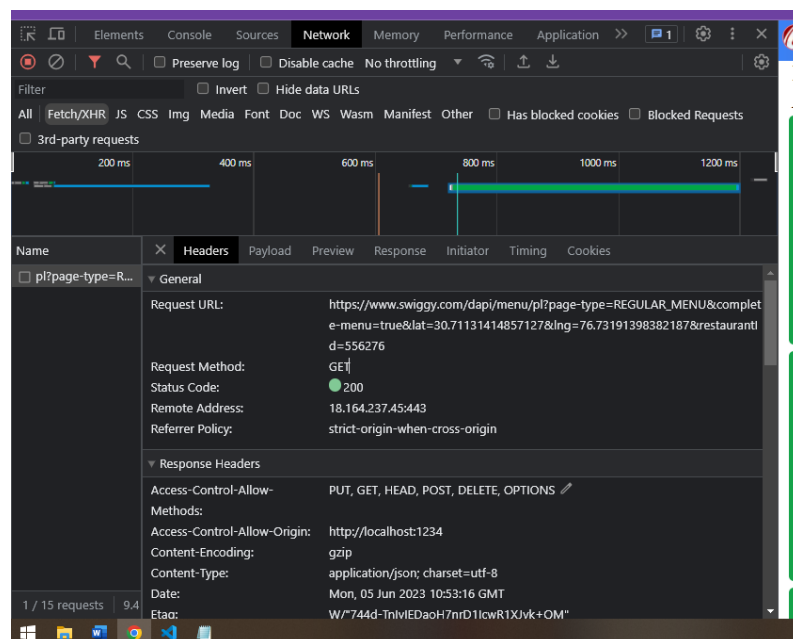 Elements Console Sources Network Memory Performance Application >> 1
Preserve log Disable cache No throttling
Filter Invert Hide data URLs
All Fetch/XHR JS CSS Img Media Font Doc WS Wasm Manifest Other Has blocked cookies Blocked Requests
3rd-party requests
200 ms 400 ms 600 ms 800 ms 1000 ms 1200 ms
Name Headers Payload Preview Response Initiator Timing Cookies
pl?page-type=R... General
Request URL: https://www.swiggy.com/dapi/menu/pl?page-type=REGULAR_MENU&complet
e-menu=true&lat=30.71131414857127&lng=76.73191398382187&restaurantI
d=556276
Request Method: GET
Status Code: 200
Remote Address: 18.164.237.45:443
Referrer Policy: strict-origin-when-cross-origin
Response Headers
Access-Control-Allow- PUT, GET, HEAD, POST, DELETE, OPTIONS
Methods:
Access-Control-Allow-Origin: http://localhost:1234
Content-Encoding: gzip
Content-Type: application/json; charset=utf-8
Date: Mon, 05 Jun 2023 10:53:16 GMT
1 / 15 requests 9.4
Etag: